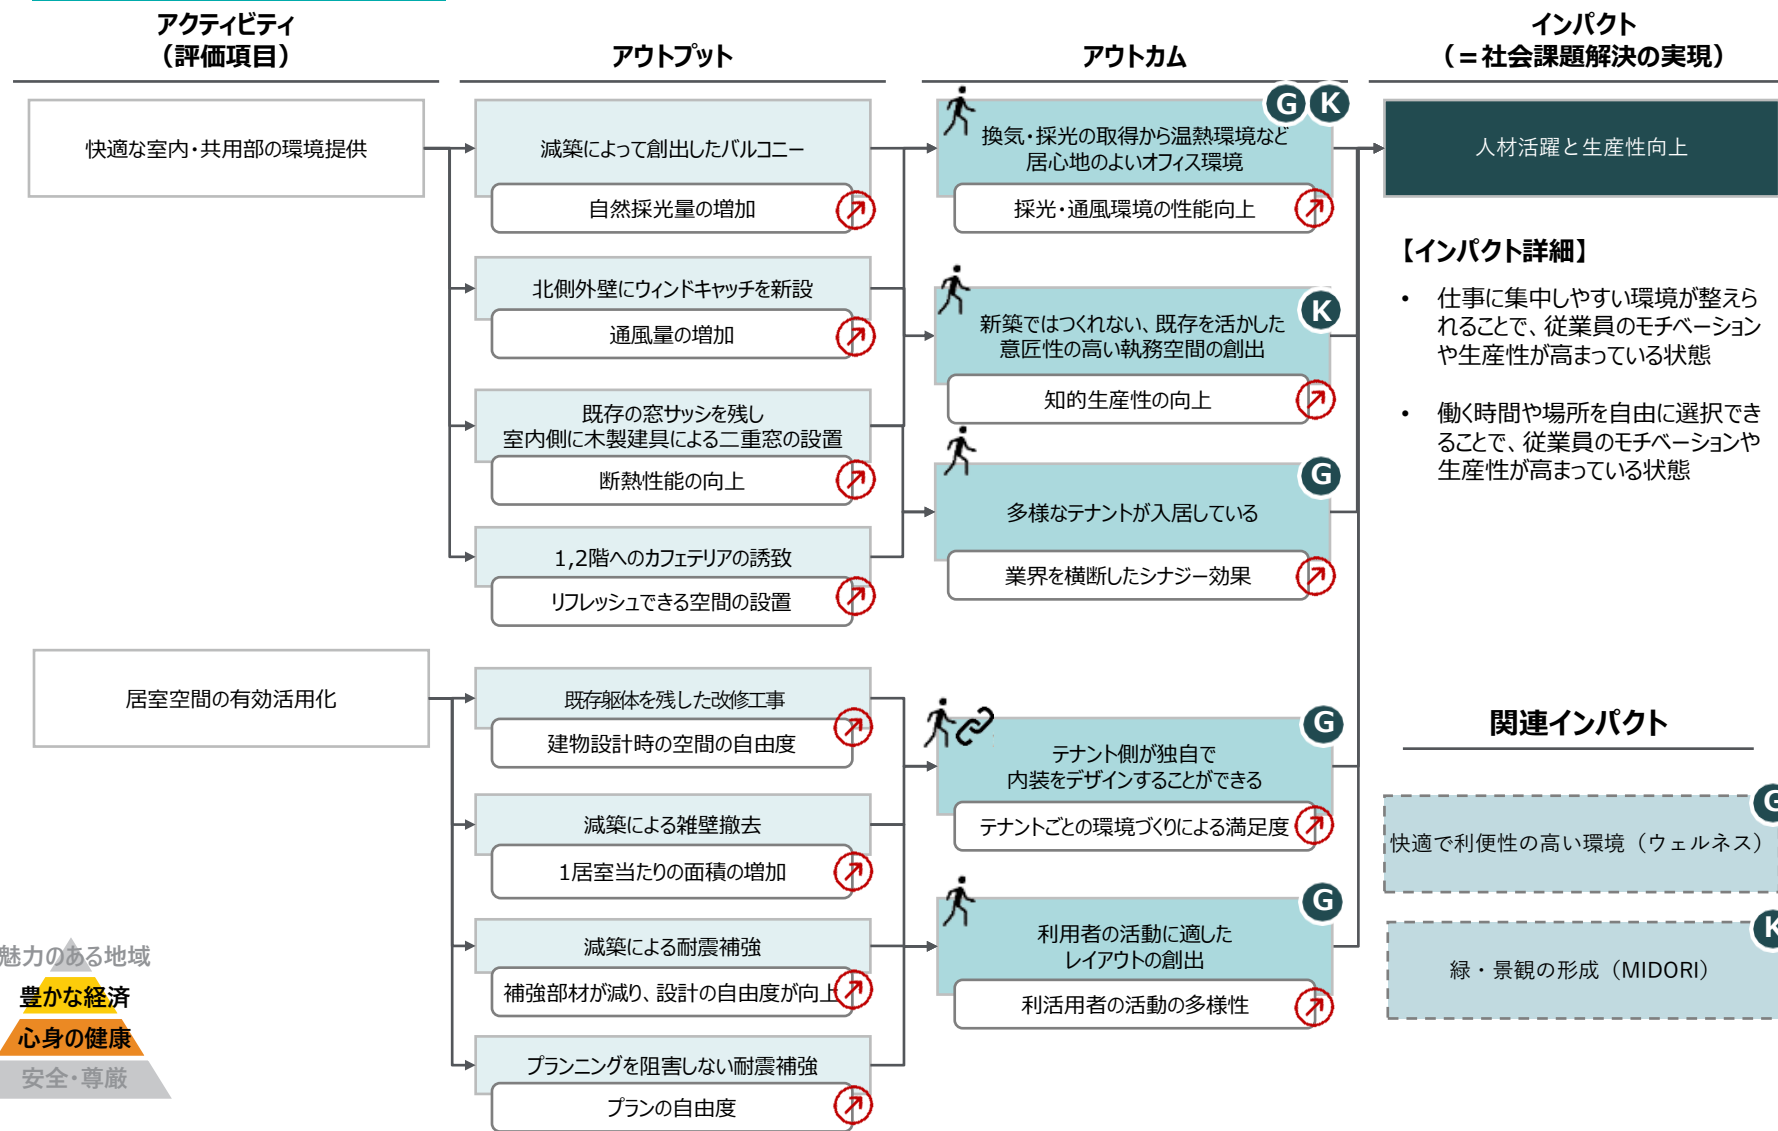 アクティビティ
（評価項目）
アウトプット
アウトカム
インパクト
（＝社会課題解決の実現）
快適な室内・共用部の環境提供
減築によって創出したバルコニー
自然採光量の増加
北側外壁にウィンドキャッチを新設
通風量の増加
既存の窓サッシを残し
室内側に木製建具による二重窓の設置
断熱性能の向上
1,2階へのカフェテリアの誘致
リフレッシュできる空間の設置
G K
換気・採光の取得から温熱環境など
居心地のよいオフィス環境
採光・通風環境の性能向上
K
新築ではつくれない、既存を活かした
意匠性の高い執務空間の創出
知的生産性の向上
G
多様なテナントが入居している
業界を横断したシナジー効果
人材活躍と生産性向上
【インパクト詳細】
• 仕事に集中しやすい環境が整えら
れることで、従業員のモチベーション
や生産性が高まっている状態
• 働く時間や場所を自由に選択でき
ることで、従業員のモチベーションや
生産性が高まっている状態
居室空間の有効活用化
既存躯体を残した改修工事
建物設計時の空間の自由度
減築による雑壁撤去
1居室当たりの面積の増加
減築による耐震補強
補強部材が減り、設計の自由度が向上
プランニングを阻害しない耐震補強
プランの自由度
G
テナント側が独自で
内装をデザインすることができる
テナントごとの環境づくりによる満足度
G
利用者の活動に適した
レイアウトの創出
利活用者の活動の多様性
関連インパクト
G
快適で利便性の高い環境（ウェルネス）
K
緑・景観の形成（MIDORI）
魅力のある地域
豊かな経済
心身の健康
安全・尊厳